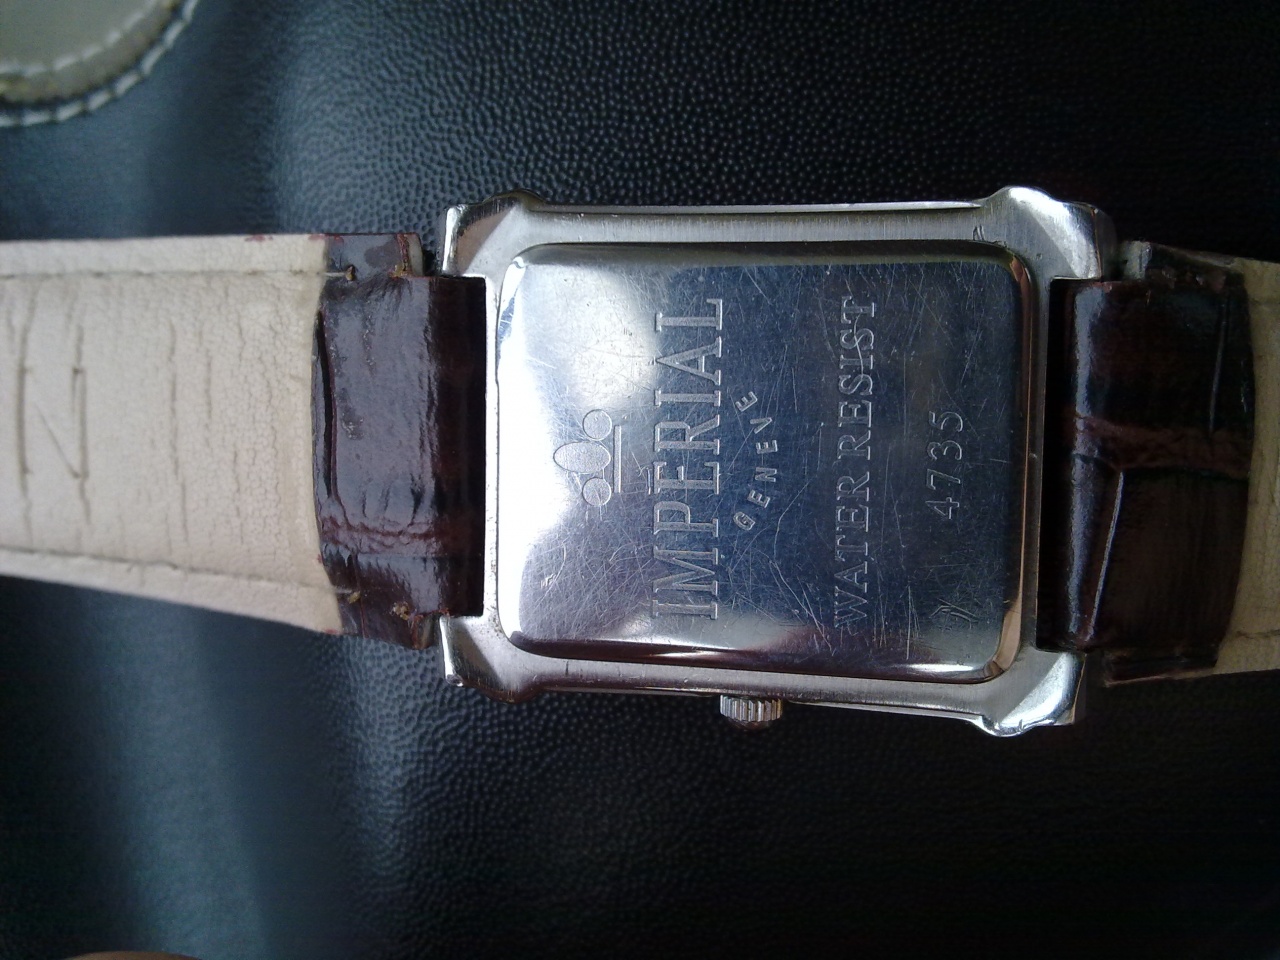 IMPERIAL
GENEVE
WATER RESIST
4735